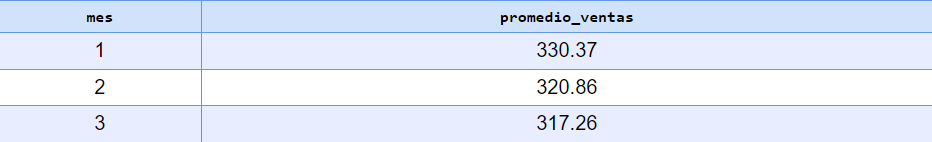 mes promedio_ventas
1 330.37
2 320.86
3 317.26